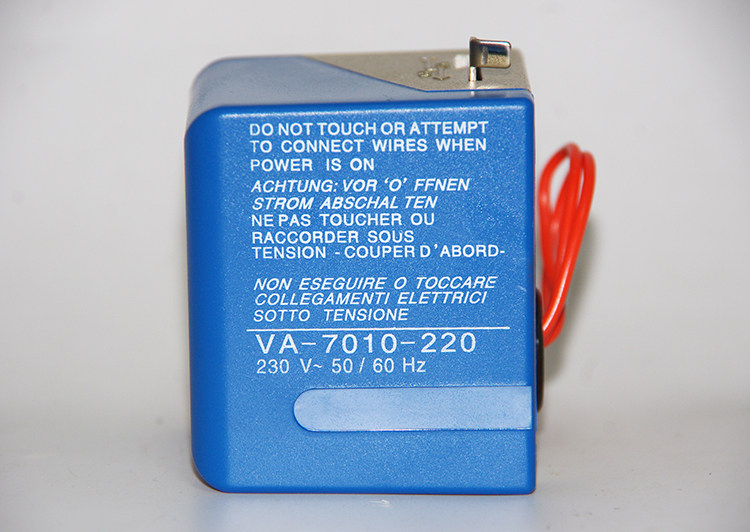 DO NOT TOUCH OR ATTEMPT
TO CONNECT WIRES WHEN
POWER IS ON
ACHTUNG: VOR 'O' FFNEN
STROM ABSCHAL TEN
NE PAS TOUCHER OU
RACCORDER SOUS
TENSION - COUPER D'ABORD-
NON ESEGUIRE O TOCCARE
COLLEGAMENTI ELETTRICI
SOTTO TENSIONE
VA-7010-220
230 V~ 50 / 60 Hz